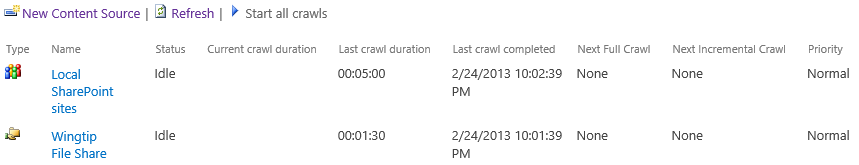 New Content Source | Refresh | Start all crawls
Type Name Status Current crawl duration Last crawl duration Last crawl completed Next Full Crawl Next Incremental Crawl Priority
Local Idle 00:05:00 2/24/2013 10:02:39 None None Normal
SharePoint PM
sites
Wingtip Idle 00:01:30 2/24/2013 10:01:39 None None Normal
File Share PM